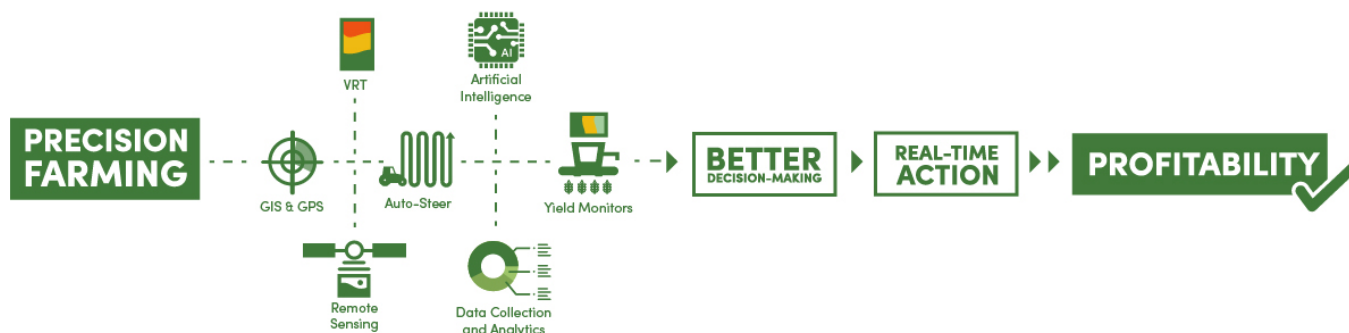 PRECISION
FARMING
GIS & GPS
VRT
Remote
Sensing
Auto-Steer
AI
Artificial
Intelligence
Data Collection
and Analytics
Yield Monitors
BETTER
DECISION-MAKING
REAL-TIME
ACTION
PROFITABILITY